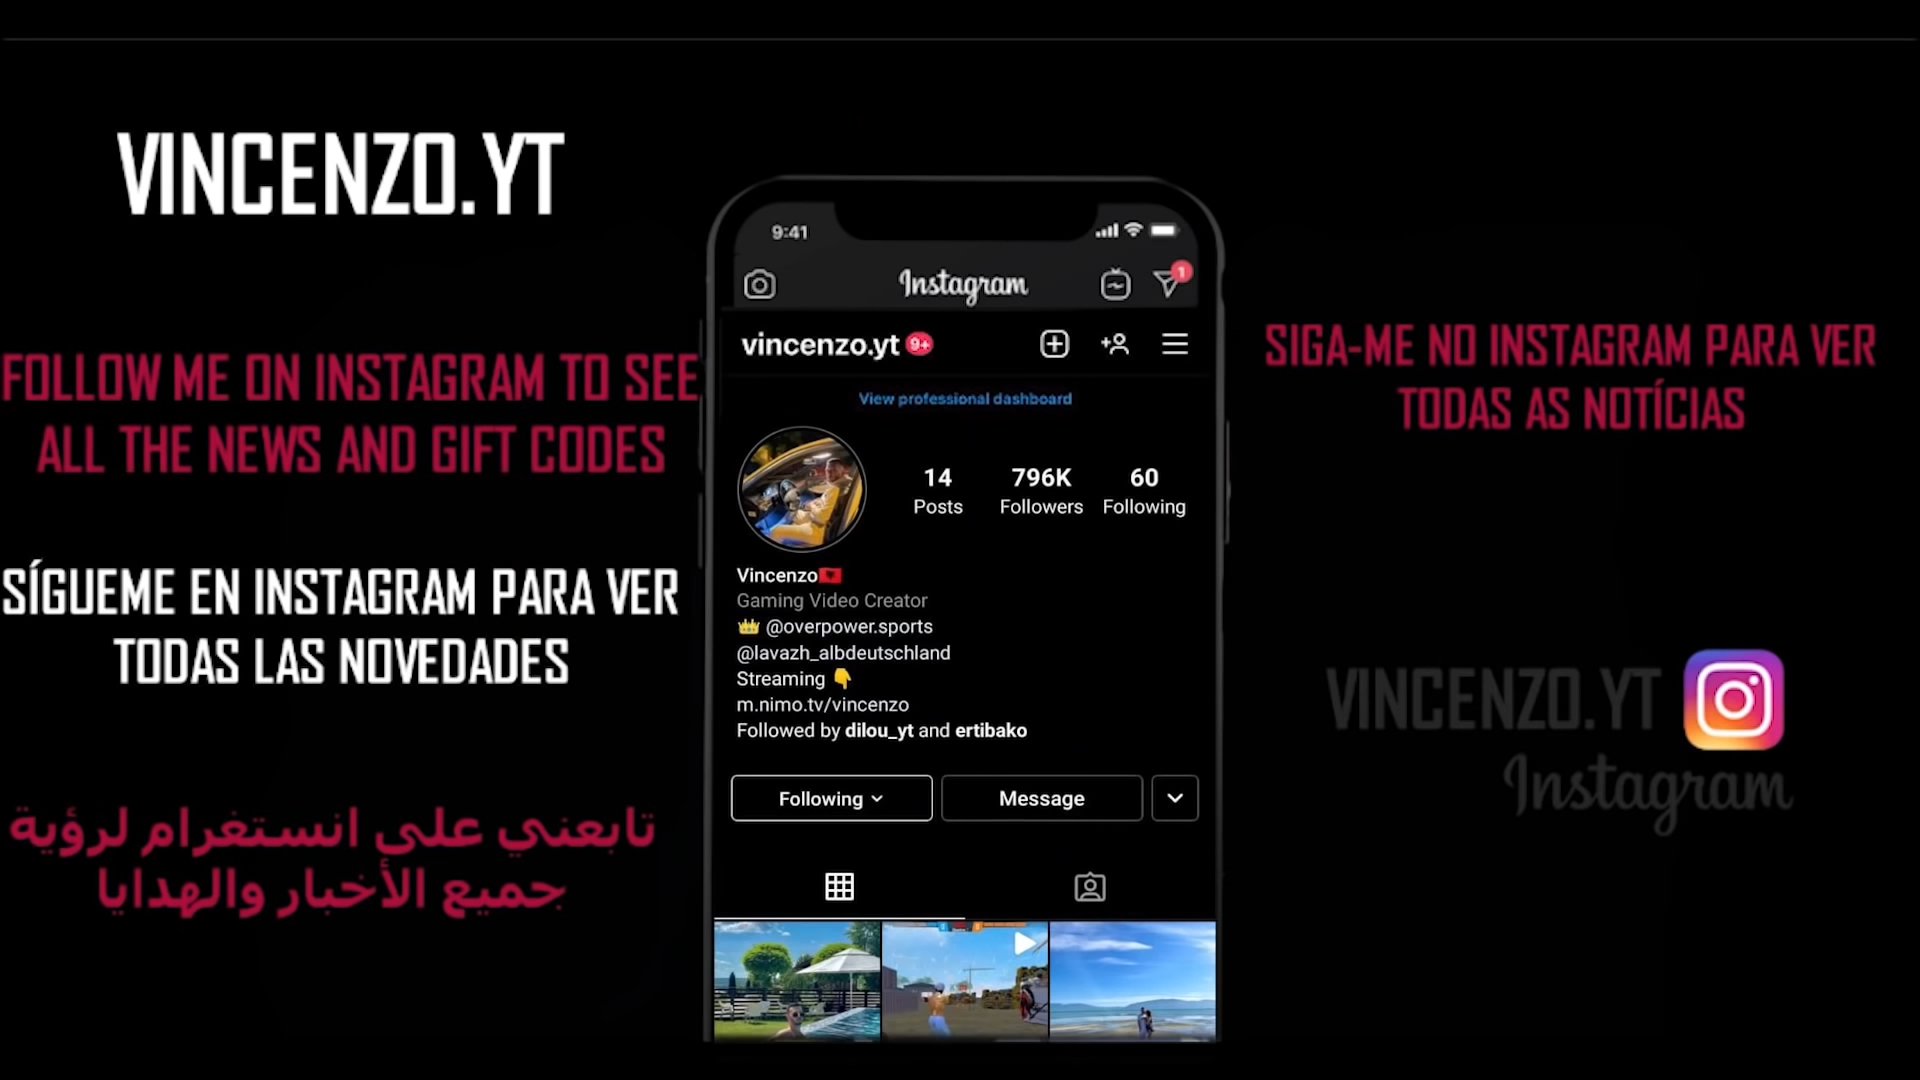 VINCENZO.YT
FOLLOW ME ON INSTAGRAM TO SEE
ALL THE NEWS AND GIFT CODES
SÍGUEME EN INSTAGRAM PARA VER
TODAS LAS NOVEDADES
تابعني على انستغرام لرؤية
جميع الأخبار والهدايا
9:41
Instagram
1
vincenzo.yt 9+
View professional dashboard
14 796K 60
Posts Followers Following
Vincenzo🇦🇱
Gaming Video Creator
👑 @overpower.sports
@lavazh_albdeutschland
Streaming 👇
m.nimo.tv/vincenzo
Followed by dilou_yt and ertibako
Following Message
SIGA-ME NO INSTAGRAM PARA VER
TODAS AS NOTÍCIAS
VINCENZO.YT
Instagram